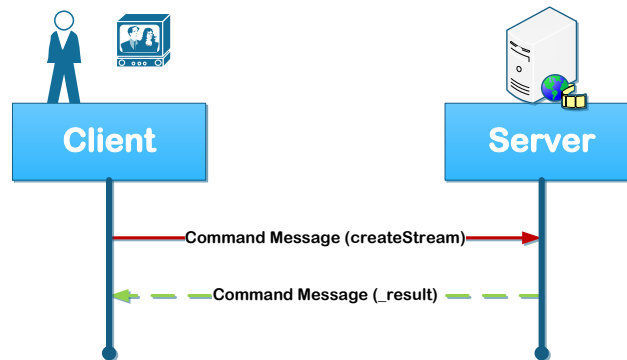 Client
Server
Command Message (createStream)
Command Message (_result)